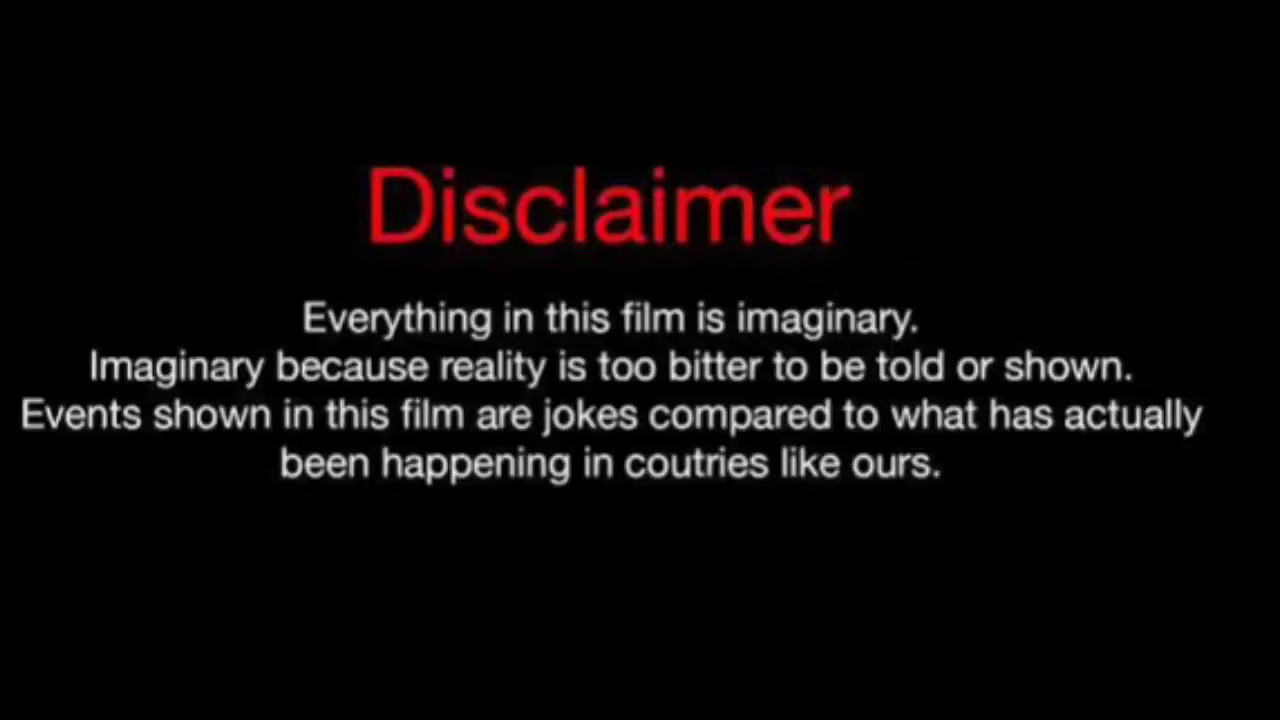 Disclaimer
Everything in this film is imaginary.
Imaginary because reality is too bitter to be told or shown.
Events shown in this film are jokes compared to what has actually
been happening in coutries like ours.